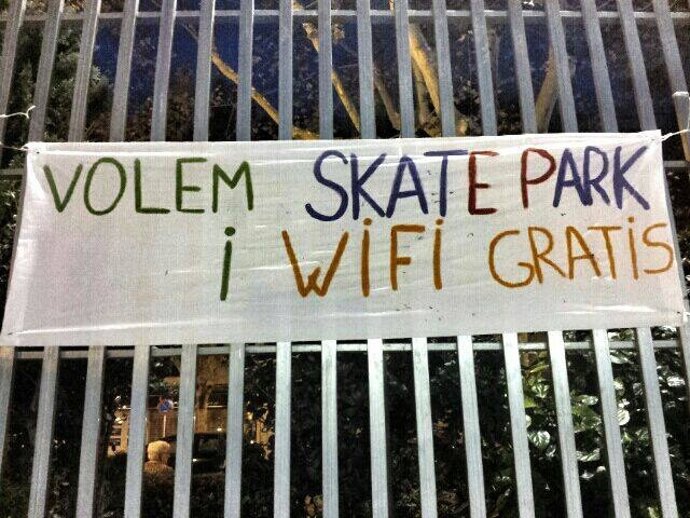 VOLEM SKATE PARK
i WiFi GRATiS